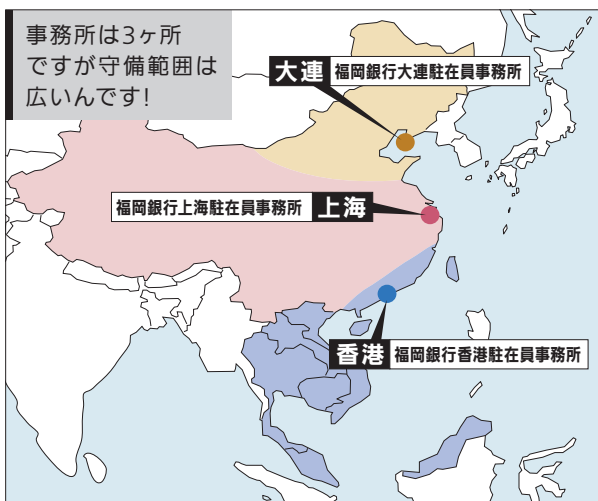 事務所は3ヶ所
ですが守備範囲は
広いんです!
大連 福岡銀行大連駐在員事務所
福岡銀行上海駐在員事務所 上海
香港 福岡銀行香港駐在員事務所